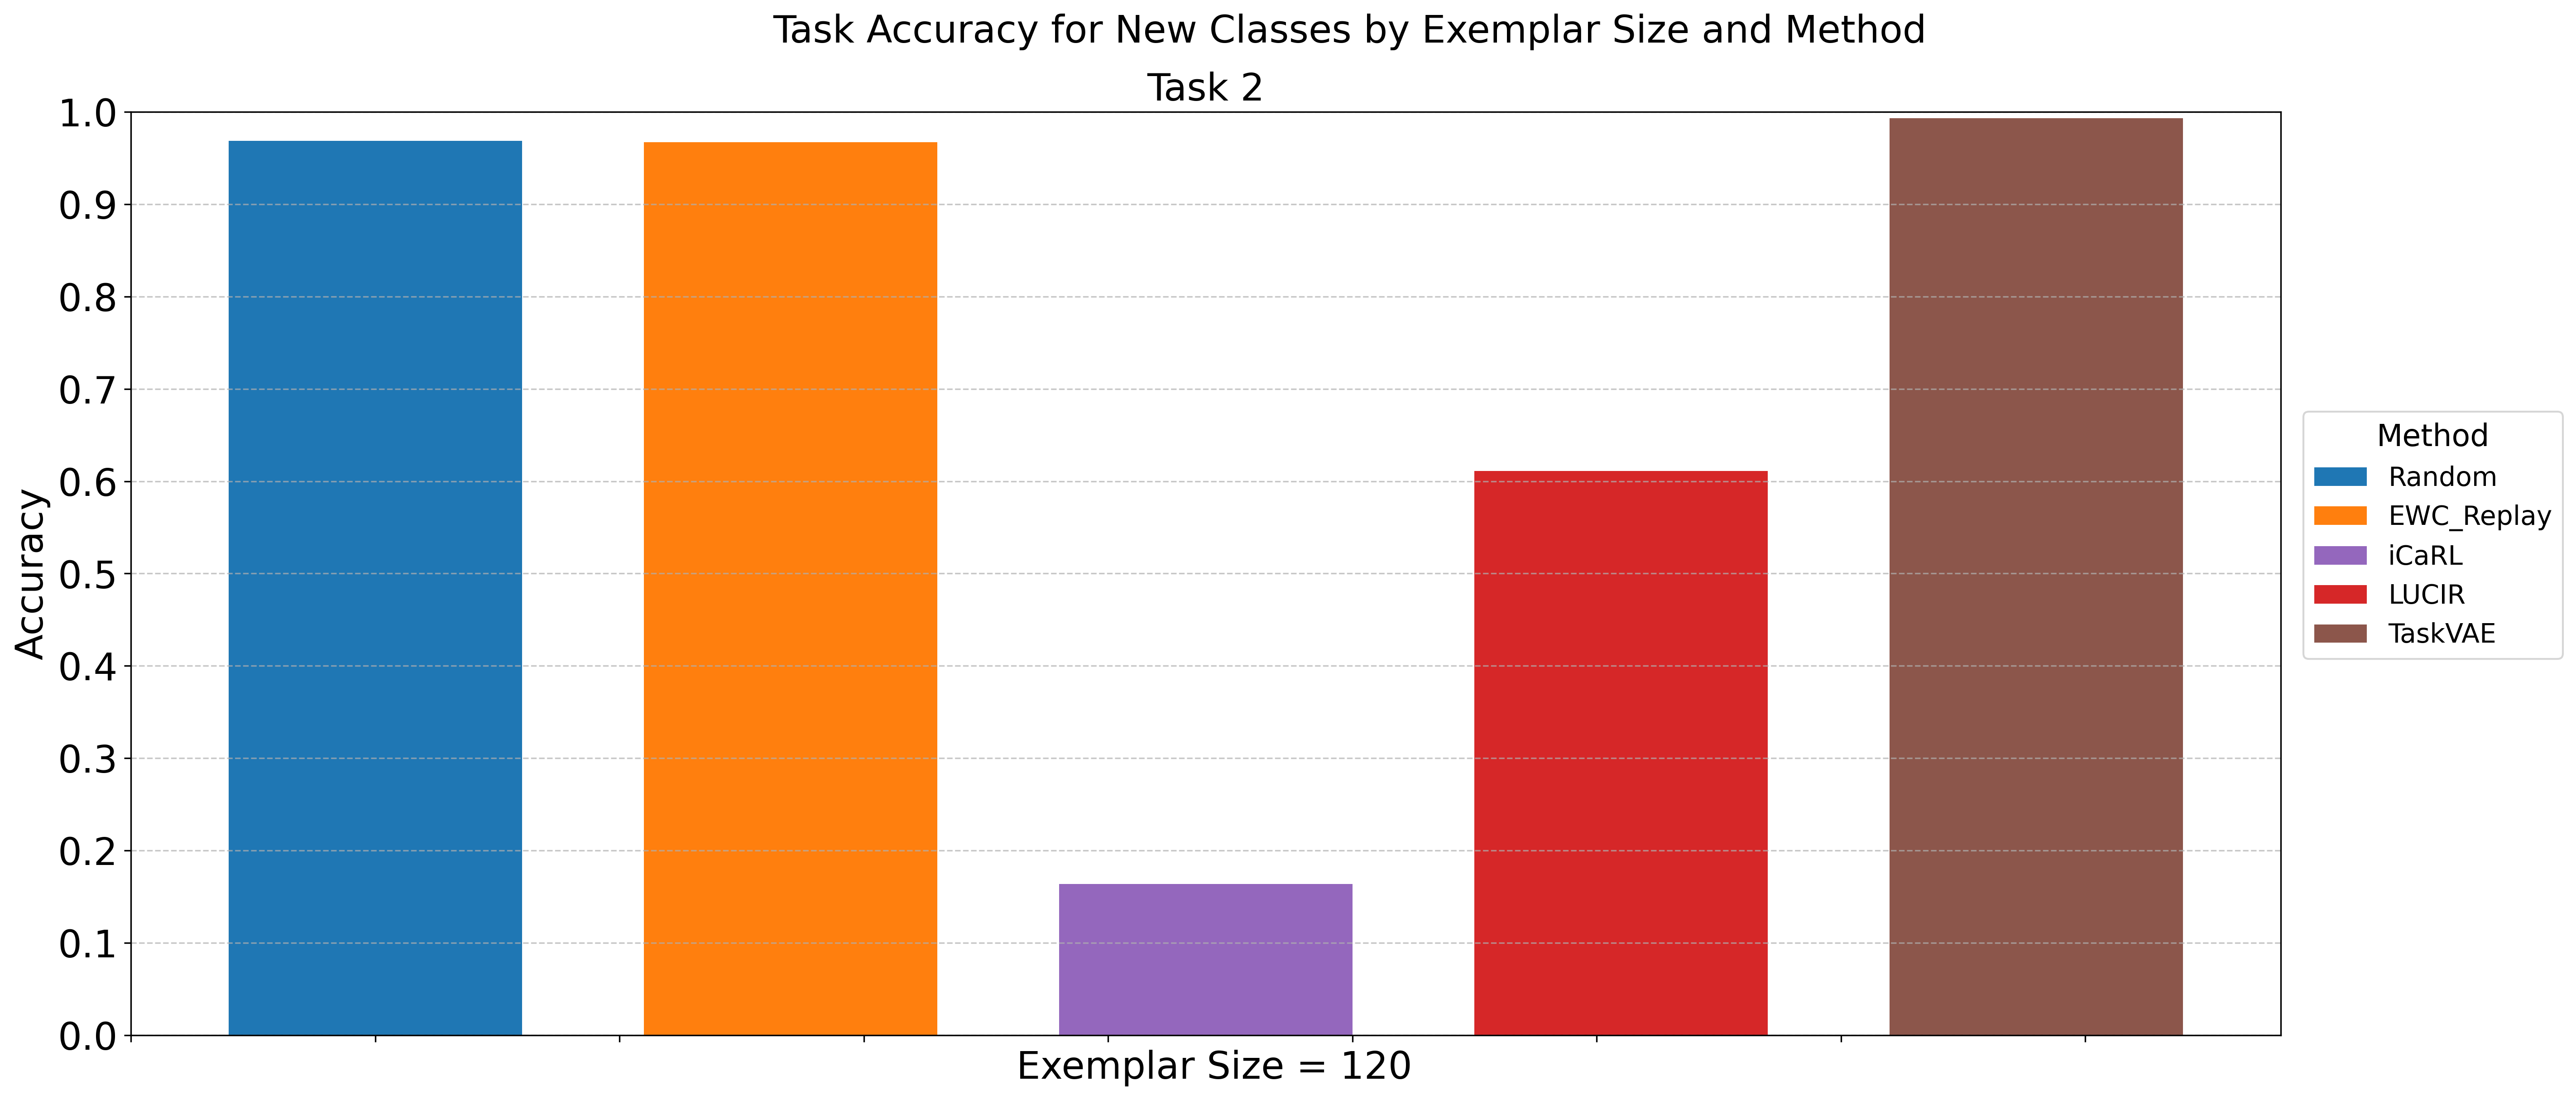 Task Accuracy for New Classes by Exemplar Size and Method
Task 2
1.0
0.9
0.8
0.7
0.6
0.5
0.4
0.3
0.2
0.1
0.0
Accuracy
Exemplar Size = 120
Method
Random
EWC_Replay
iCaRL
LUCIR
TaskVAE